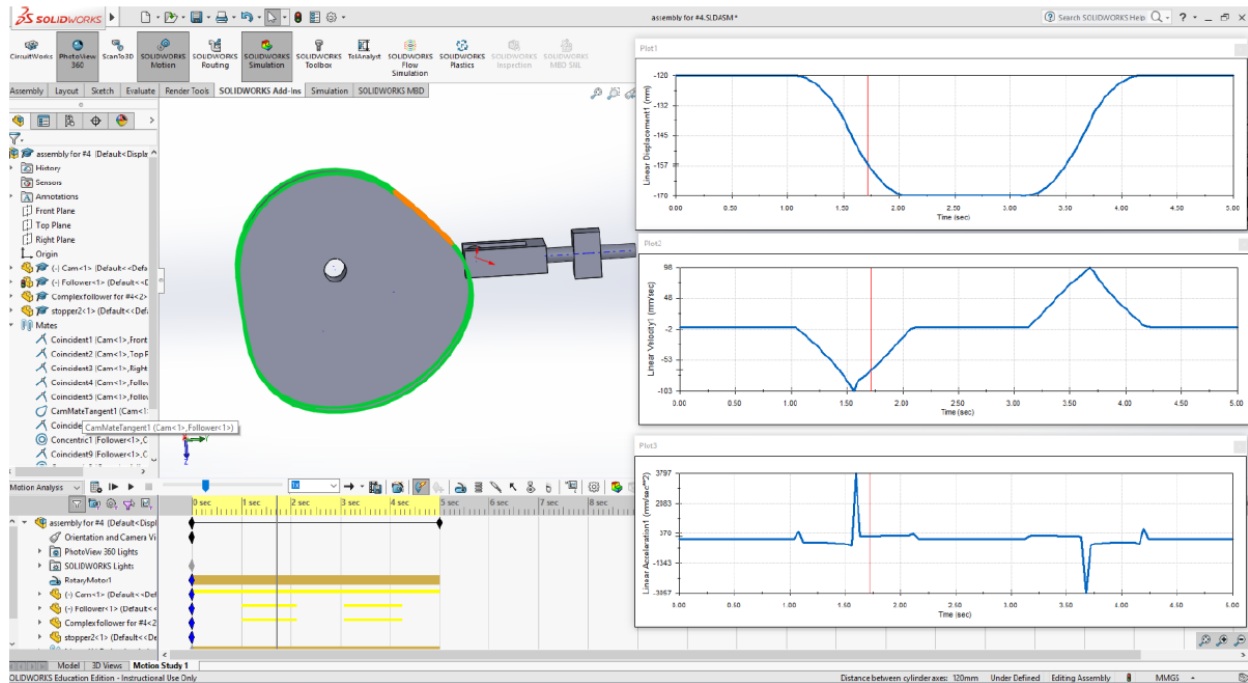 SOLIDWORKS
assembly for #4.SLDASM *
Search SOLIDWORKS Help
CircuitWorks
PhotoView 360
ScanTo3D
SOLIDWORKS Motion
SOLIDWORKS Routing
SOLIDWORKS Simulation
SOLIDWORKS Toolbox
TolAnalyst
SOLIDWORKS Flow Simulation
SOLIDWORKS Plastics
SOLIDWORKS Inspection
SOLIDWORKS MBD SNL
Assembly Layout Sketch Evaluate Render Tools SOLIDWORKS Add-Ins Simulation SOLIDWORKS MBD
assembly for #4 (Default<Displ
History
Sensors
Annotations
Front Plane
Top Plane
Right Plane
Origin
(-) Cam<1> (Default<<Defa
(-) Follower<1> (Default<
Complex follower for #4<2>
stopper2<1> (Default<<Def
Mates
Coincident1 (Cam<1>,Front
Coincident2 (Cam<1>,Top P
Coincident3 (Cam<1>,Right
Coincident4 (Cam<1>,Follow
Coincident5 (Cam<1>,Follow
CamMateTangent1 (Cam<1
Coincide
CamMateTangent1 (Cam<1>,Follower<1>)
Concentric1 (Follower<1>,C
Coincident9 (Follower<1>,C
Plot1
Linear Displacement1 (mm)
-120
-132
-145
-157
-170
0.00 0.50 1.00 1.50 2.00 2.50 3.00 3.50 4.00 4.50 5.00
Time (sec)
Plot2
Linear Velocity1 (mm/sec)
98
48
-2
-53
-103
0.00 0.50 1.00 1.50 2.00 2.50 3.00 3.50 4.00 4.50 5.00
Time (sec)
Plot3
Linear Acceleration1 (mm/sec**2)
3797
-1343
0.00 0.50 1.00 1.50 2.00 2.50 3.00 3.50 4.00 4.50 5.00
Time (sec)
Motion Analysis
0 sec 1 sec 2 sec 3 sec 4 sec 5 sec 6 sec 7 sec 8 sec
assembly for #4 (Default<Displ
Orientation and Camera Vi
PhotoView 360 Lights
SOLIDWORKS Lights
RotaryMotor1
(-) Cam<1> (Default<<Def
(-) Follower<1> (Default<<
Complex follower for #4<2
stopper2<1> (Default<<De
Model 3D Views Motion Study 1
SOLIDWORKS Education Edition - Instructional Use Only
Distance between cylinder axes: 120mm Under Defined Editing Assembly MMGS